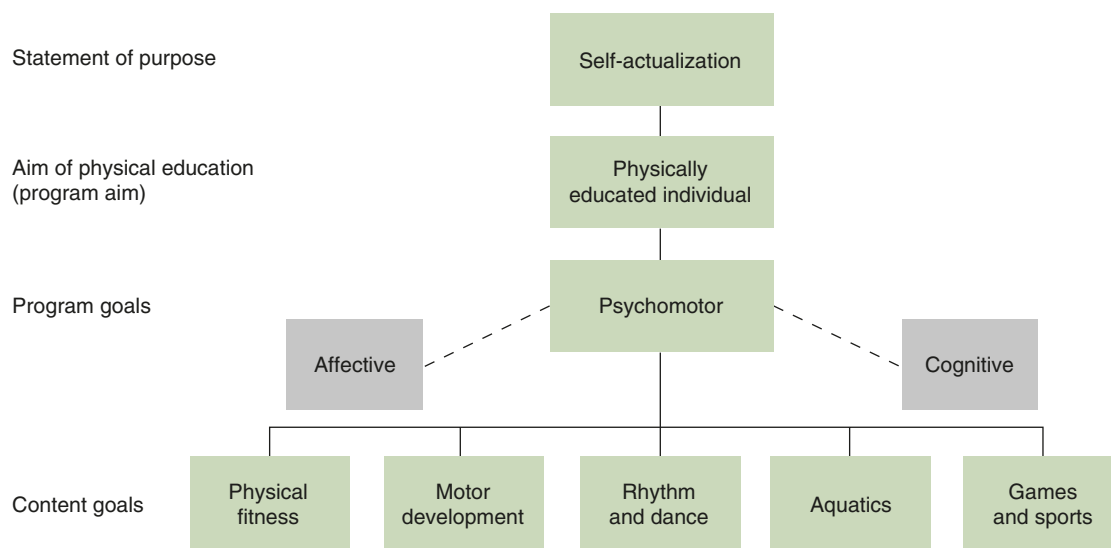 Statement of purpose
Self-actualization
Aim of physical education
(program aim)
Physically
educated individual
Program goals
Psychomotor
Affective
Cognitive
Content goals
Physical
fitness
Motor
development
Rhythm
and dance
Aquatics
Games
and sports